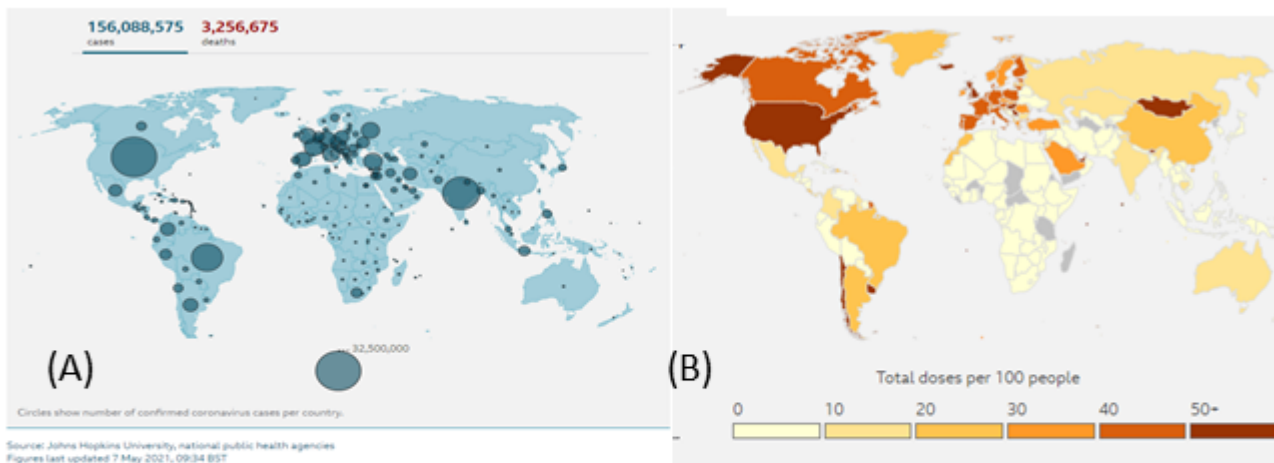 156,088,575 3,256,675
cases deaths
32,500,000
(A)
Circles show number of confirmed coronavirus cases per country.
Source: Johns Hopkins University, national public health agencies
Figures last updated 7 May 2021, 09:34 BST
(B)
Total doses per 100 people
0 10 20 30 40 50+